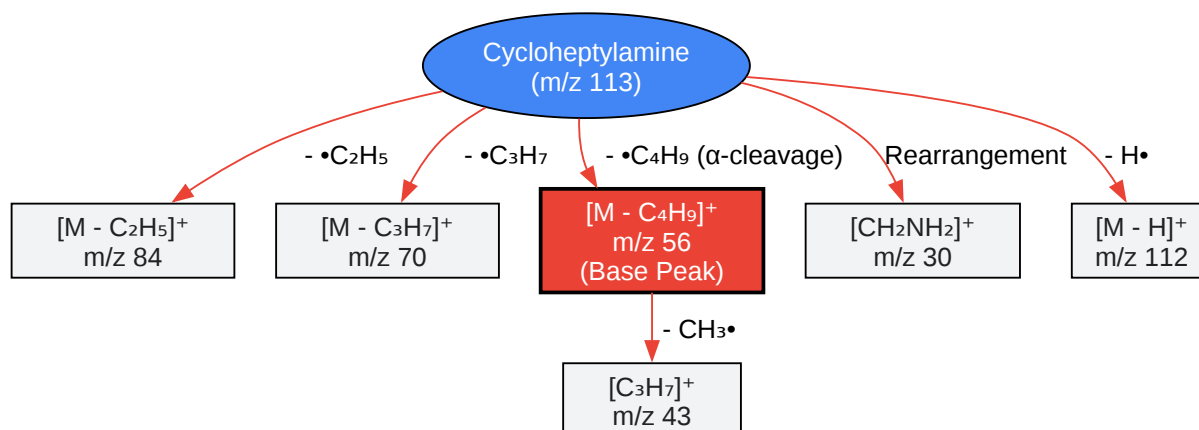 Cycloheptylamine
(m/z 113)
- •C₂H₅
- •C₃H₇
- •C₄H₉ (α-cleavage)
Rearrangement
- H•
[M - C₂H₅]⁺
m/z 84
[M - C₃H₇]⁺
m/z 70
[M - C₄H₉]⁺
m/z 56
(Base Peak)
[CH₂NH₂]⁺
m/z 30
[M - H]⁺
m/z 112
- CH₃•
[C₃H₇]⁺
m/z 43